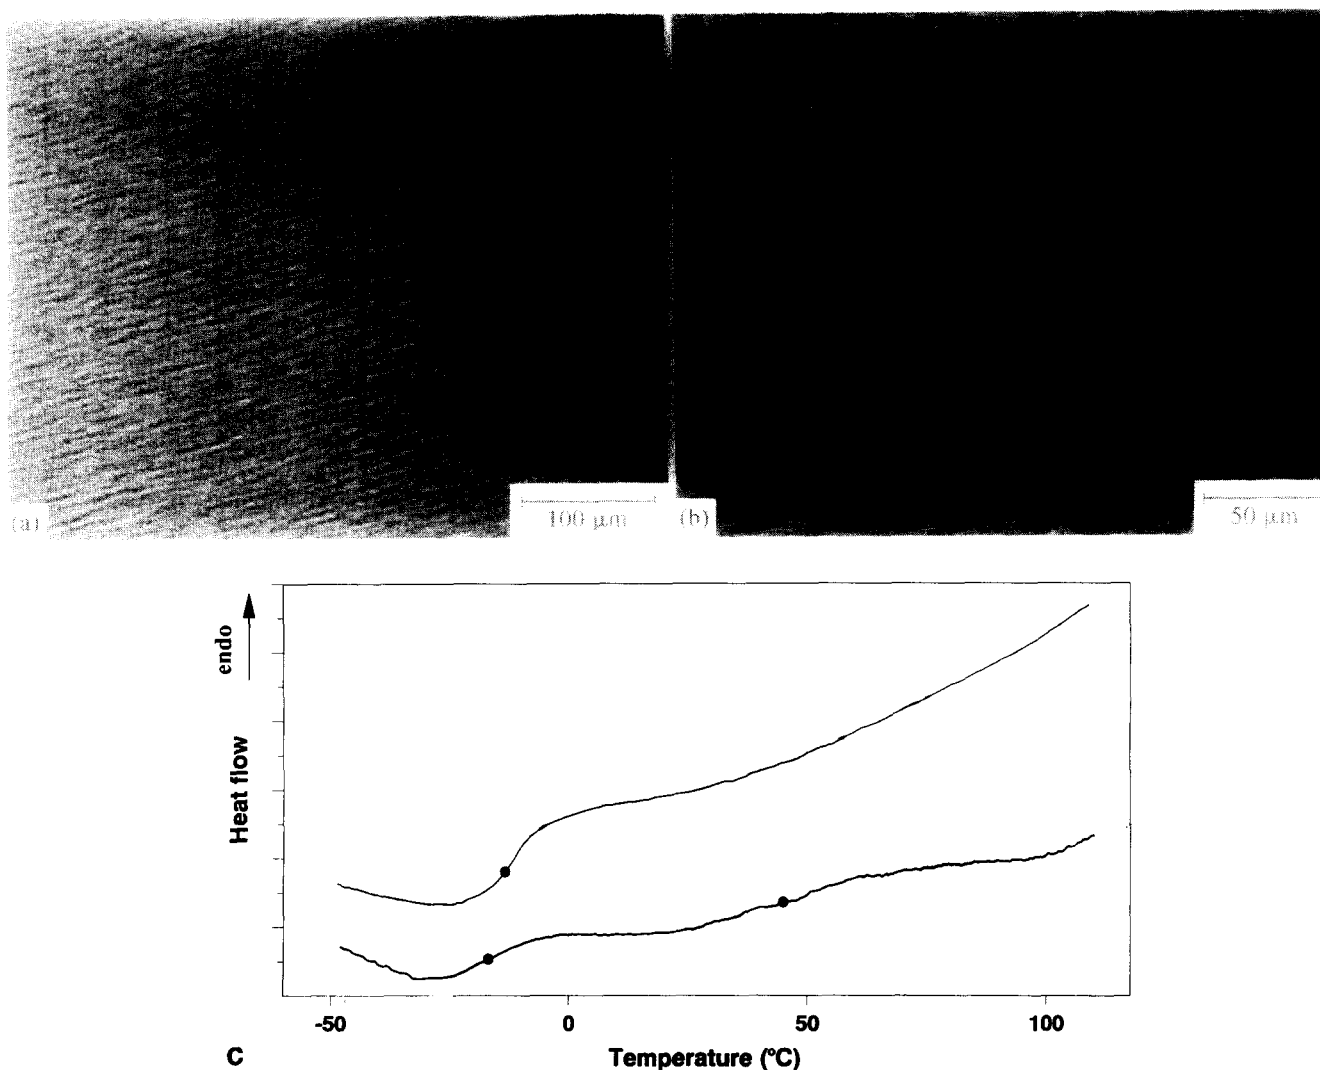 (a)
100 μm
(b)
50 μm
endo
Heat flow
-50
0
50
100
C
Temperature (°C)